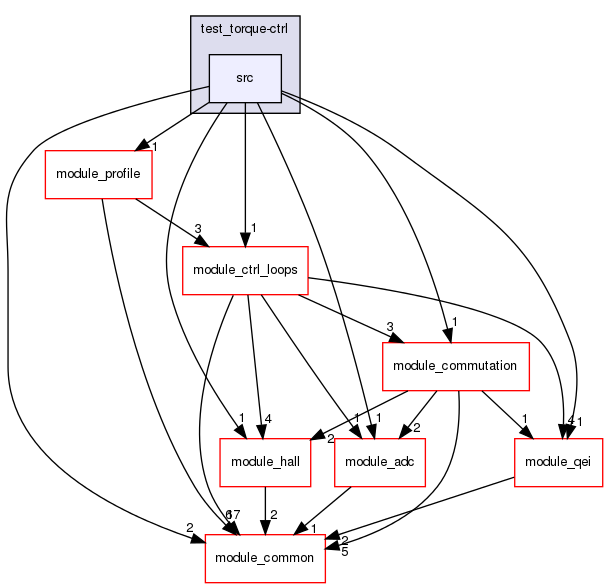 test_torque-ctrl
src
1
module_profile
3
1
module_ctrl_loops
3
1
module_commutation
1
4
2
1
1
2
1
1
module_hall
module_adc
module_qei
2
2
1
2
5
module_common